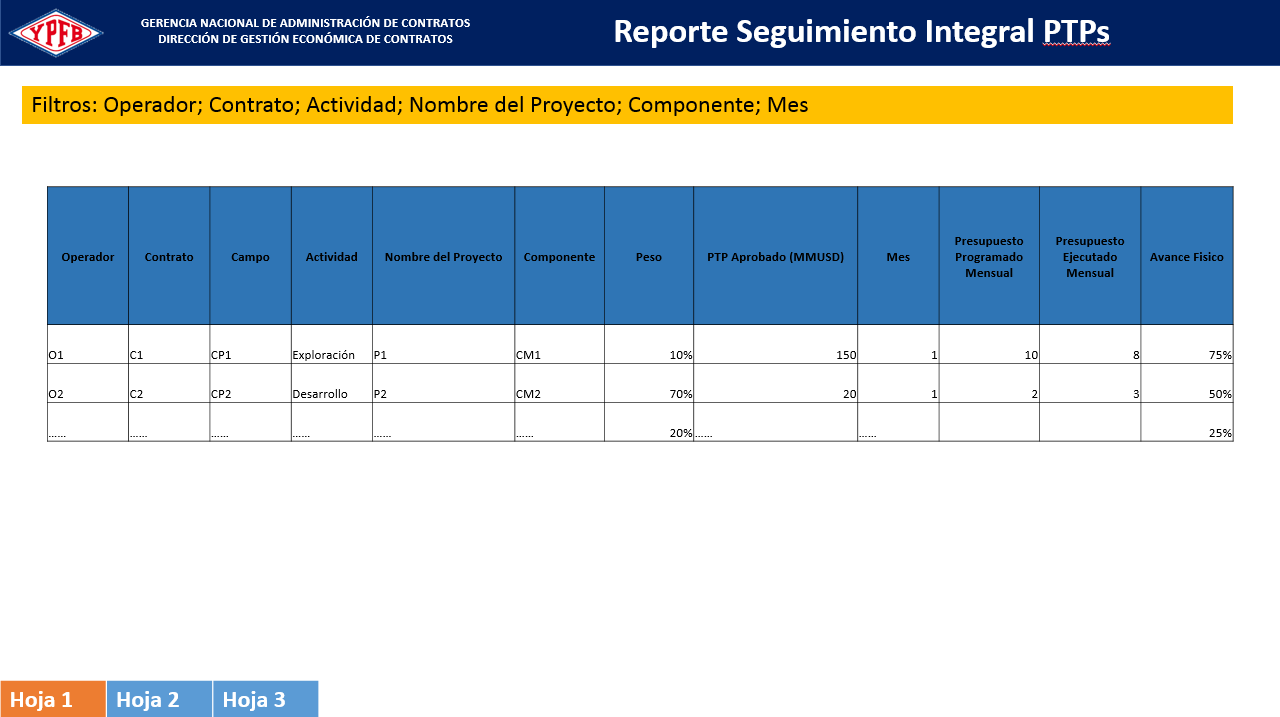 YPFB
GERENCIA NACIONAL DE ADMINISTRACIÓN DE CONTRATOS
DIRECCIÓN DE GESTIÓN ECONÓMICA DE CONTRATOS
Reporte Seguimiento Integral PTPs
Filtros: Operador; Contrato; Actividad; Nombre del Proyecto; Componente; Mes
Operador Contrato Campo Actividad Nombre del Proyecto Componente Peso PTP Aprobado (MMUSD) Mes Presupuesto Programado Mensual Presupuesto Ejecutado Mensual Avance Fisico
O1 C1 CP1 Exploración P1 CM1 10% 150 1 10 8 75%
O2 C2 CP2 Desarrollo P2 CM2 70% 20 1 2 3 50%
…… …… …… …… …… …… 20% …… …… 25%
Hoja 1 Hoja 2 Hoja 3